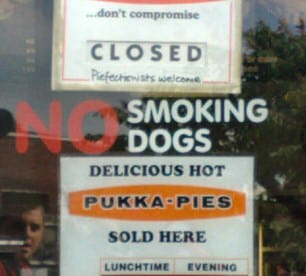 ...don't compromise
CLOSED
Piefectionists welcome
NO SMOKING
DOGS
DELICIOUS HOT
PUKKA-PIES
SOLD HERE
LUNCHTIME EVENING